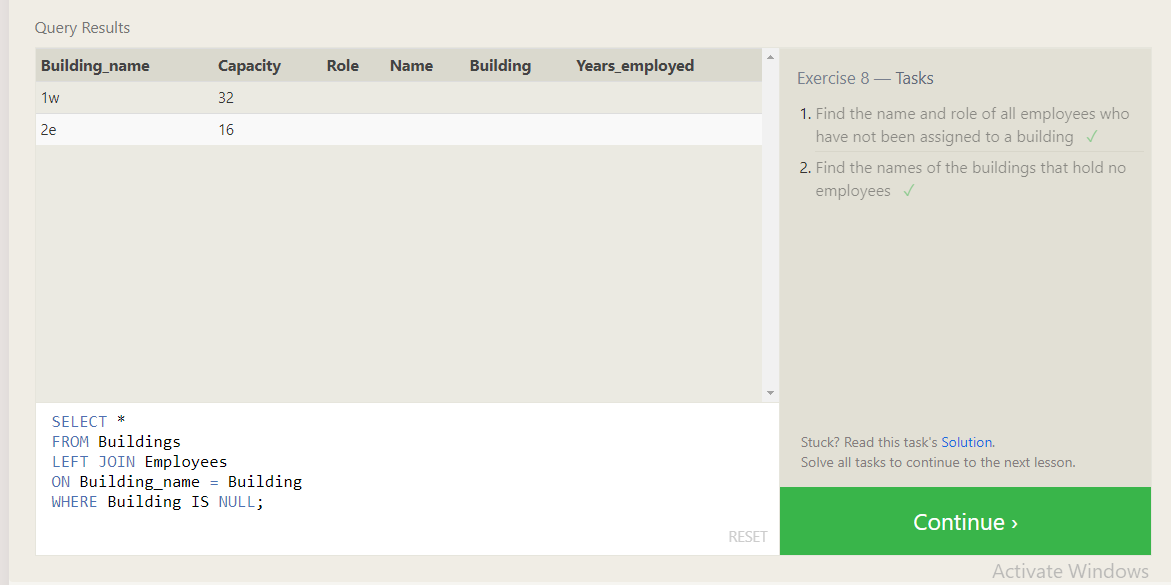 Query Results
Building_name Capacity Role Name Building Years_employed
1w 32
2e 16
SELECT *
FROM Buildings
LEFT JOIN Employees
ON Building_name = Building
WHERE Building IS NULL;
RESET
Exercise 8 — Tasks
1. Find the name and role of all employees who
have not been assigned to a building ✓
2. Find the names of the buildings that hold no
employees ✓
Stuck? Read this task's Solution.
Solve all tasks to continue to the next lesson.
Continue ›
Activate Windows